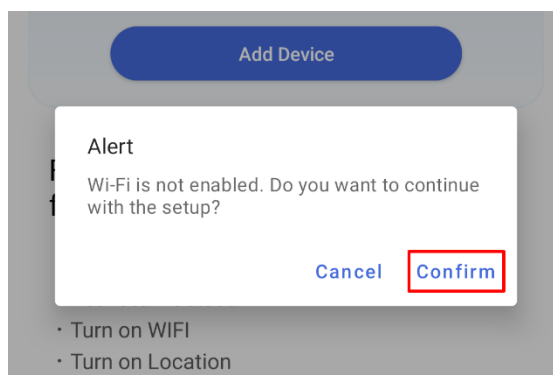 Add Device
Alert
Wi-Fi is not enabled. Do you want to continue
with the setup?
Cancel Confirm
· Turn on WIFI
· Turn on Location